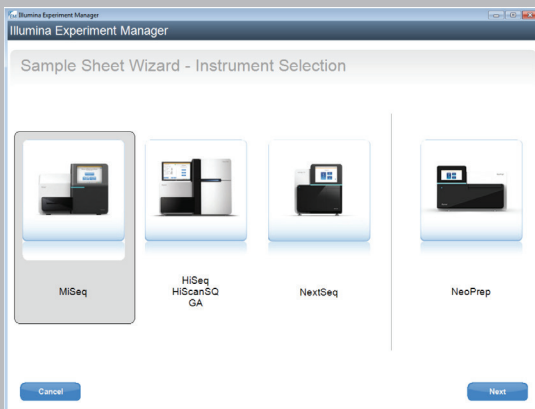 Illumina Experiment Manager
Illumina Experiment Manager
Sample Sheet Wizard - Instrument Selection
MiSeq
HiSeq
HiScanSQ
GA
NextSeq
NeoPrep
Cancel
Next